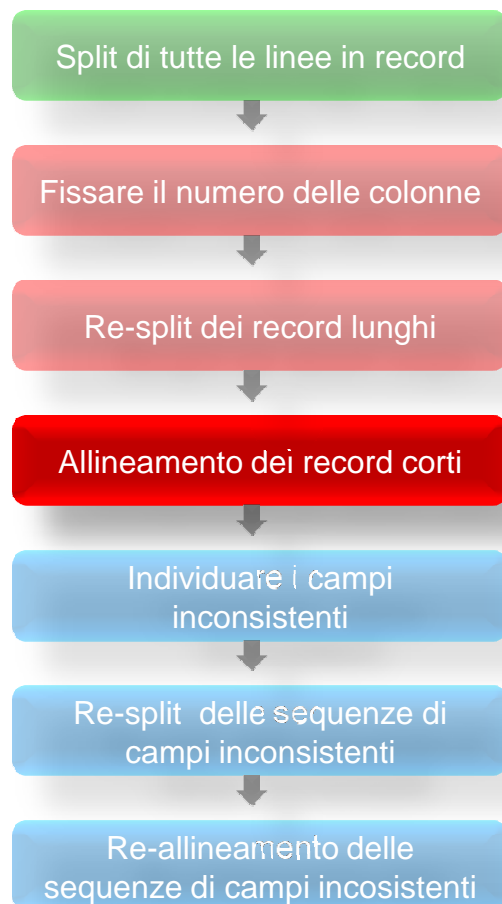 Split di tutte le linee in record
Fissare il numero delle colonne
Re-split dei record lunghi
Allineamento dei record corti
Individuare i campi
inconsistenti
Re-split delle sequenze di
campi inconsistenti
Re-allineamento delle
sequenze di campi incosistenti